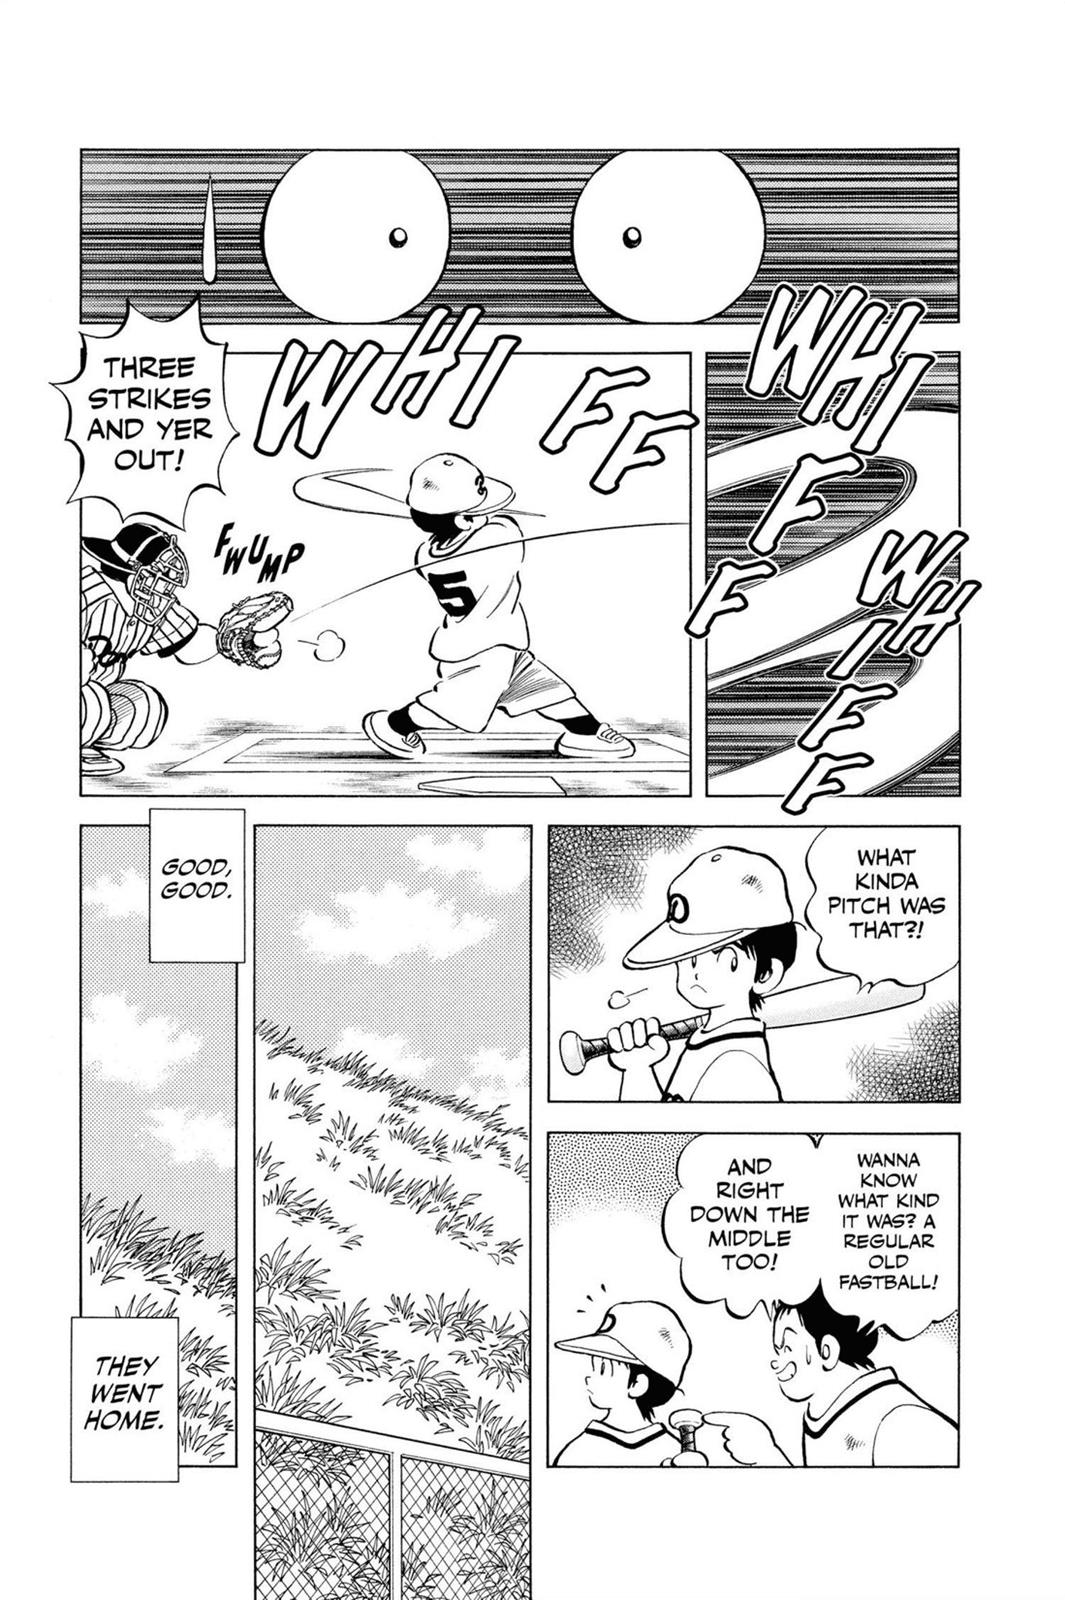 WHIFF
WHIFF
WHIFF
THREE
STRIKES
AND YER
OUT!
FWUMP
5
WHAT
KINDA
PITCH WAS
THAT?!
WANNA
KNOW
WHAT KIND
IT WAS? A
REGULAR
OLD
FASTBALL!
AND
RIGHT
DOWN THE
MIDDLE
TOO!
GOOD,
GOOD.
THEY
WENT
HOME.